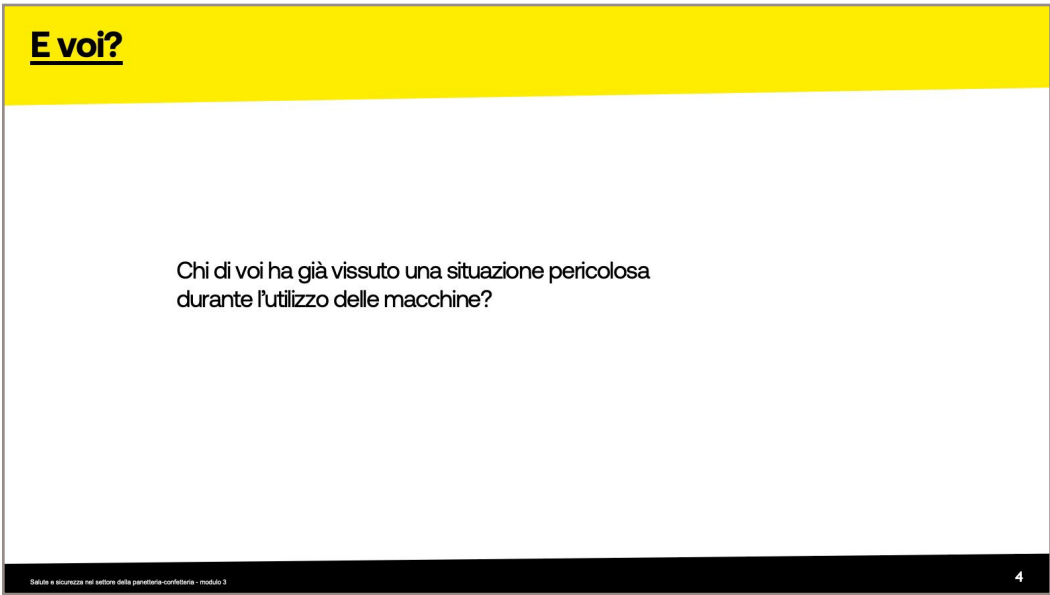 E voi?
Chi di voi ha già vissuto una situazione pericolosa
durante l’utilizzo delle macchine?
Salute e sicurezza nel settore della panetteria-confetteria - modulo 3
4